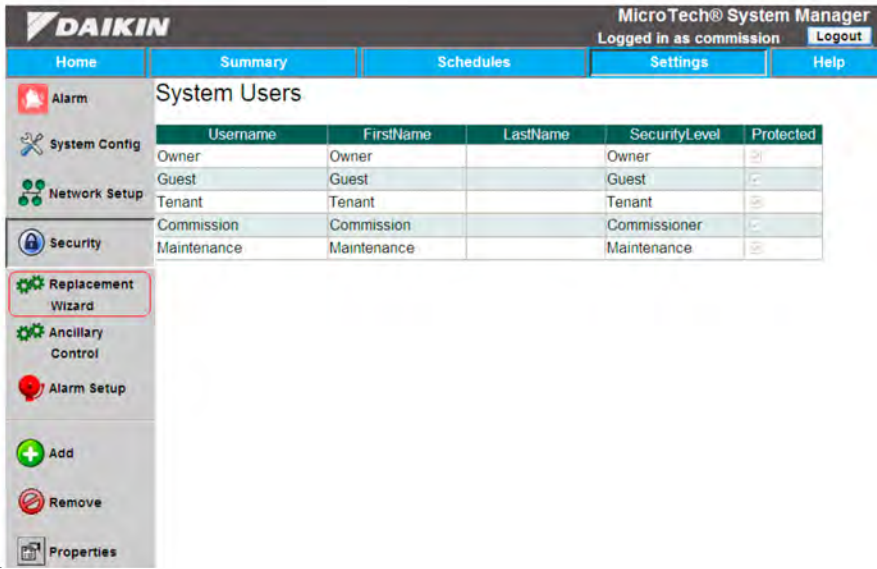 DAIKIN
MicroTech® System Manager
Logged in as commission Logout
Home Summary Schedules Settings Help
Alarm
System Config
Network Setup
Security
Replacement
Wizard
Ancillary
Control
Alarm Setup
Add
Remove
Properties
System Users
Username FirstName LastName SecurityLevel Protected
Owner Owner Owner
Guest Guest Guest
Tenant Tenant Tenant
Commission Commission Commissioner
Maintenance Maintenance Maintenance